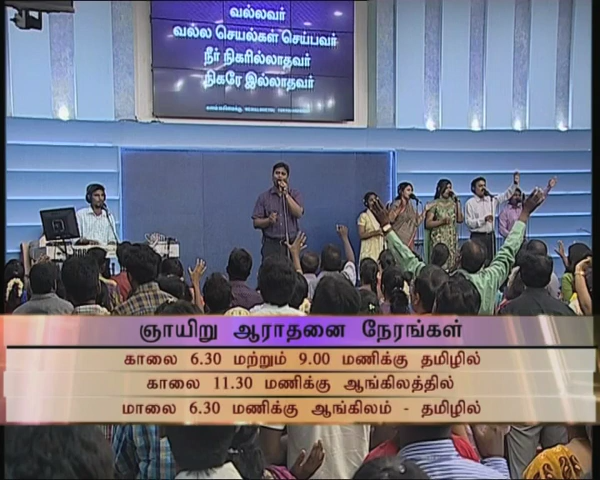 வல்லவர்
வல்ல செயல்கள் செய்பவர்
நீர் நிகரில்லாதவர்
நிகரே இல்லாதவர்
ஞாயிறு ஆராதனை நேரங்கள்
காலை 6.30 மற்றும் 9.00 மணிக்கு தமிழில்
காலை 11.30 மணிக்கு ஆங்கிலத்தில்
மாலை 6.30 மணிக்கு ஆங்கிலம் - தமிழில்